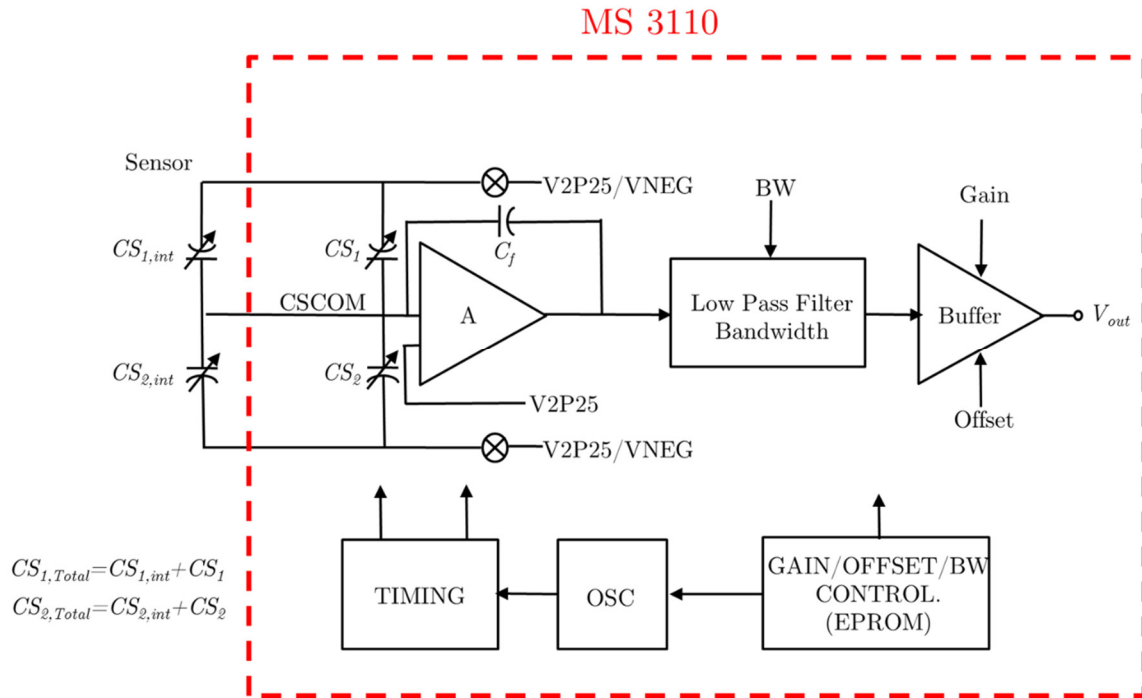 MS 3110
Sensor
V2P25/VNEG
BW
Gain
CS1,int
CS1
Cf
CSCOM
A
Low Pass Filter
Bandwidth
Buffer
Vout
CS2,int
CS2
V2P25
Offset
V2P25/VNEG
CS1,Total=CS1,int+CS1
CS2,Total=CS2,int+CS2
TIMING
OSC
GAIN/OFFSET/BW
CONTROL.
(EPROM)